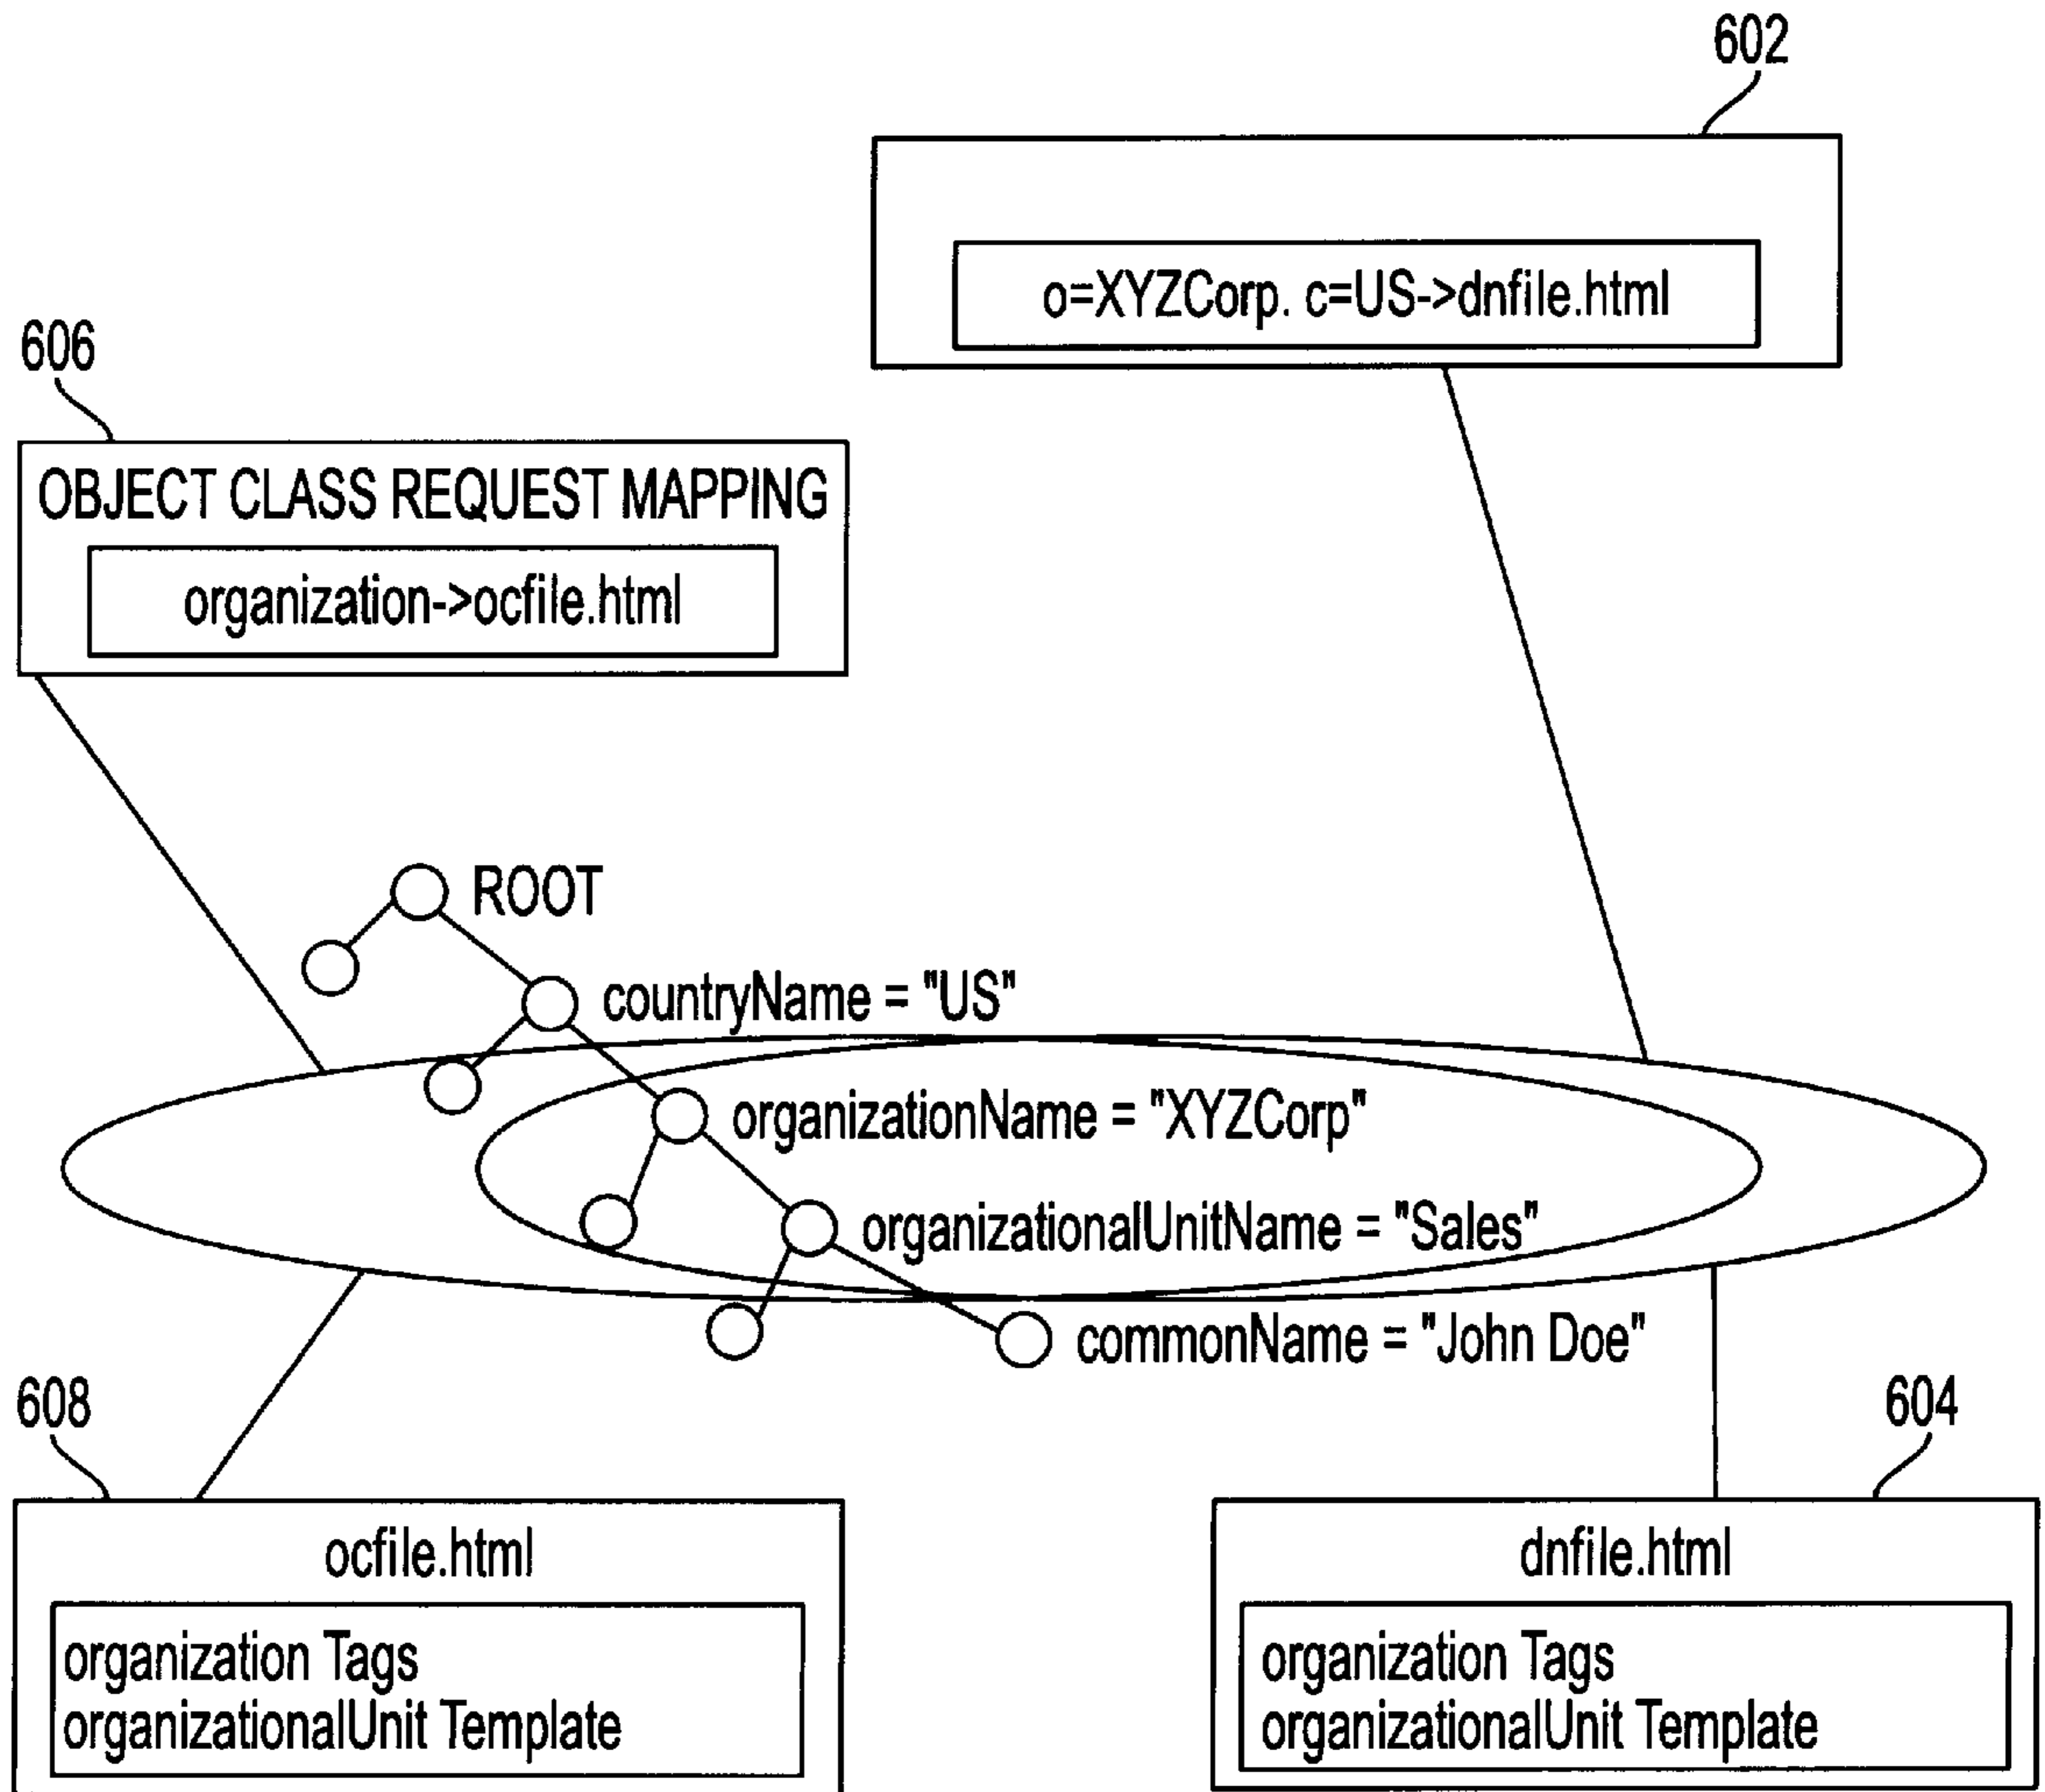 602
o=XYZCorp. c=US->dnfile.html
606
OBJECT CLASS REQUEST MAPPING
organization->ocfile.html
ROOT
countryName = "US"
organizationName = "XYZCorp"
organizationalUnitName = "Sales"
commonName = "John Doe"
608
ocfile.html
organization Tags
organizationalUnit Template
604
dnfile.html
organization Tags
organizationalUnit Template